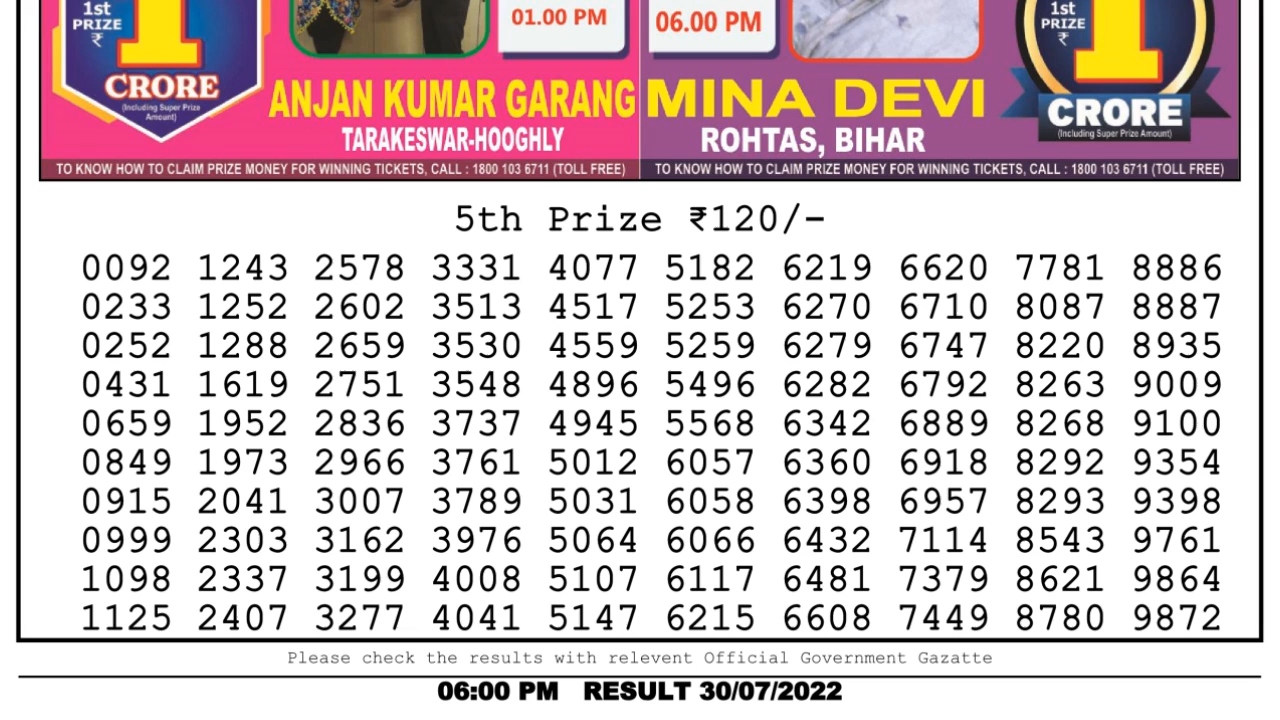 1st
PRIZE
₹
1
CRORE
(Including Super Prize
Amount)
01.00 PM
ANJAN KUMAR GARANG
TARAKESWAR-HOOGHLY
TO KNOW HOW TO CLAIM PRIZE MONEY FOR WINNING TICKETS, CALL : 1800 103 6711 (TOLL FREE)
06.00 PM
MINA DEVI
ROHTAS, BIHAR
1st
PRIZE
₹
1
CRORE
(Including Super Prize Amount)
TO KNOW HOW TO CLAIM PRIZE MONEY FOR WINNING TICKETS, CALL : 1800 103 6711 (TOLL FREE)
5th Prize ₹120/-
0092 1243 2578 3331 4077 5182 6219 6620 7781 8886
0233 1252 2602 3513 4517 5253 6270 6710 8087 8887
0252 1288 2659 3530 4559 5259 6279 6747 8220 8935
0431 1619 2751 3548 4896 5496 6282 6792 8263 9009
0659 1952 2836 3737 4945 5568 6342 6889 8268 9100
0849 1973 2966 3761 5012 6057 6360 6918 8292 9354
0915 2041 3007 3789 5031 6058 6398 6957 8293 9398
0999 2303 3162 3976 5064 6066 6432 7114 8543 9761
1098 2337 3199 4008 5107 6117 6481 7379 8621 9864
1125 2407 3277 4041 5147 6215 6608 7449 8780 9872
Please check the results with relevent Official Government Gazatte
06:00 PM RESULT 30/07/2022